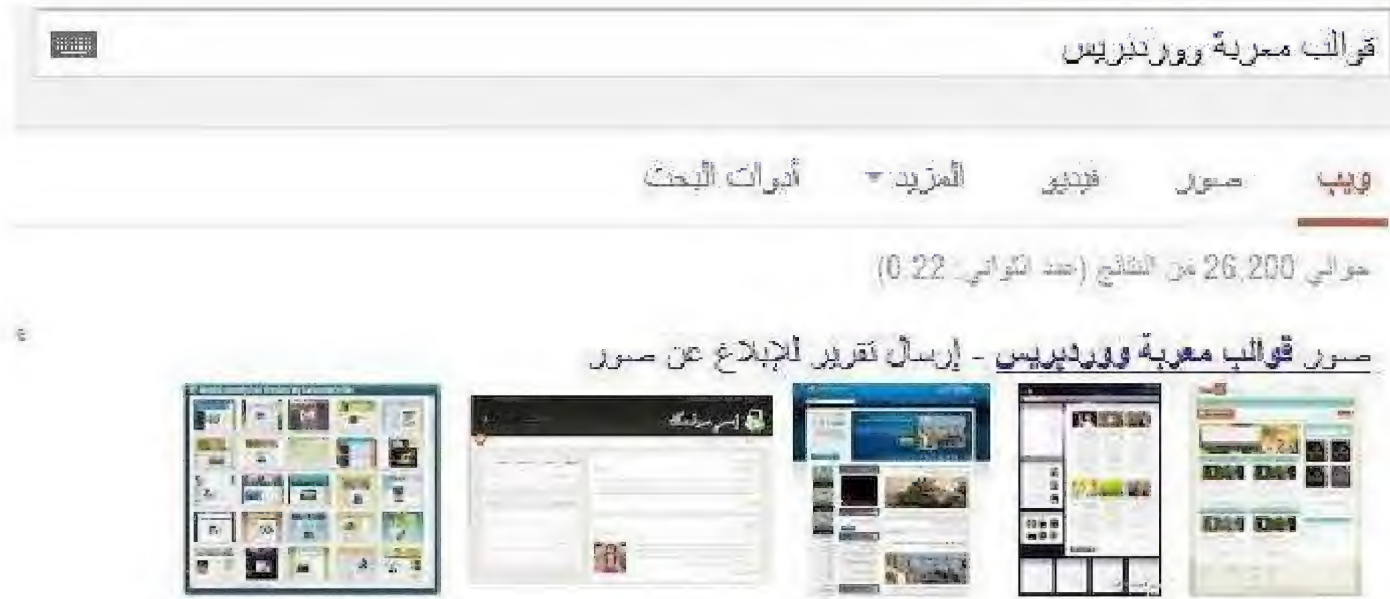 قوالب معربة ووردبريس
ويب صور فيديو المزيد أدوات البحث
حوالي 26,200 من النتائج (عدد الثواني: 0.22)
صور قوالب معربة ووردبريس - إرسال تقرير للإبلاغ عن صور